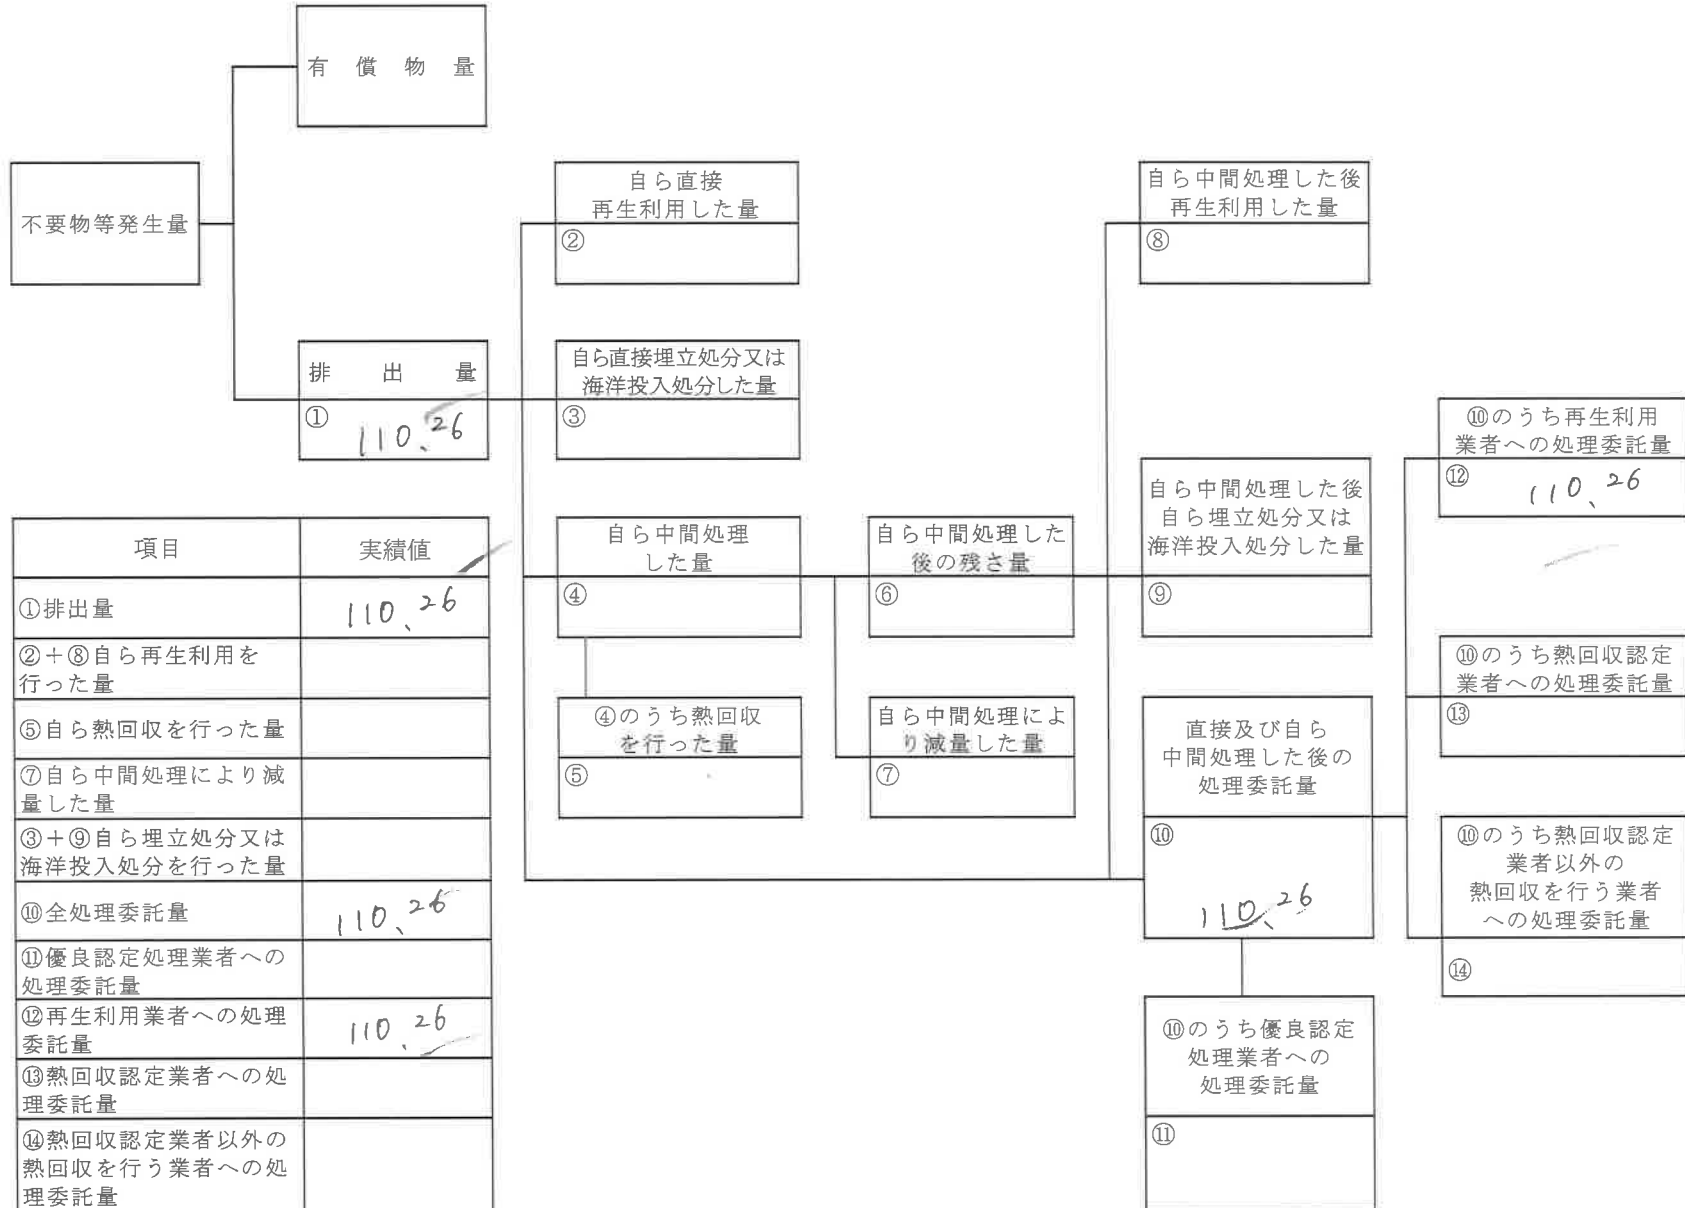 有償物量
不要物等発生量
排出量
①
110.26
自ら直接
再生利用した量
②
自ら直接埋立処分又は
海洋投入処分した量
③
自ら中間処理
した量
④
④のうち熱回収
を行った量
⑤
自ら中間処理した
後の残さ量
⑥
自ら中間処理によ
り減量した量
⑦
自ら中間処理した後
再生利用した量
⑧
自ら中間処理した後
自ら埋立処分又は
海洋投入処分した量
⑨
直接及び自ら
中間処理した後の
処理委託量
⑩
110.26
⑩のうち優良認定
処理業者への
処理委託量
⑪
⑩のうち再生利用
業者への処理委託量
⑫
110.26
⑩のうち熱回収認定
業者への処理委託量
⑬
⑩のうち熱回収認定
業者以外の
熱回収を行う業者
への処理委託量
⑭
項目 実績値
①排出量 110.26
②+⑧自ら再生利用を
行った量
⑤自ら熱回収を行った量
⑦自ら中間処理により減
量した量
③+⑨自ら埋立処分又は
海洋投入処分を行った量
⑩全処理委託量 110.26
⑪優良認定処理業者への
処理委託量
⑫再生利用業者への処理
委託量 110.26
⑬熱回収認定業者への処
理委託量
⑭熱回収認定業者以外の
熱回収を行う業者への処
理委託量